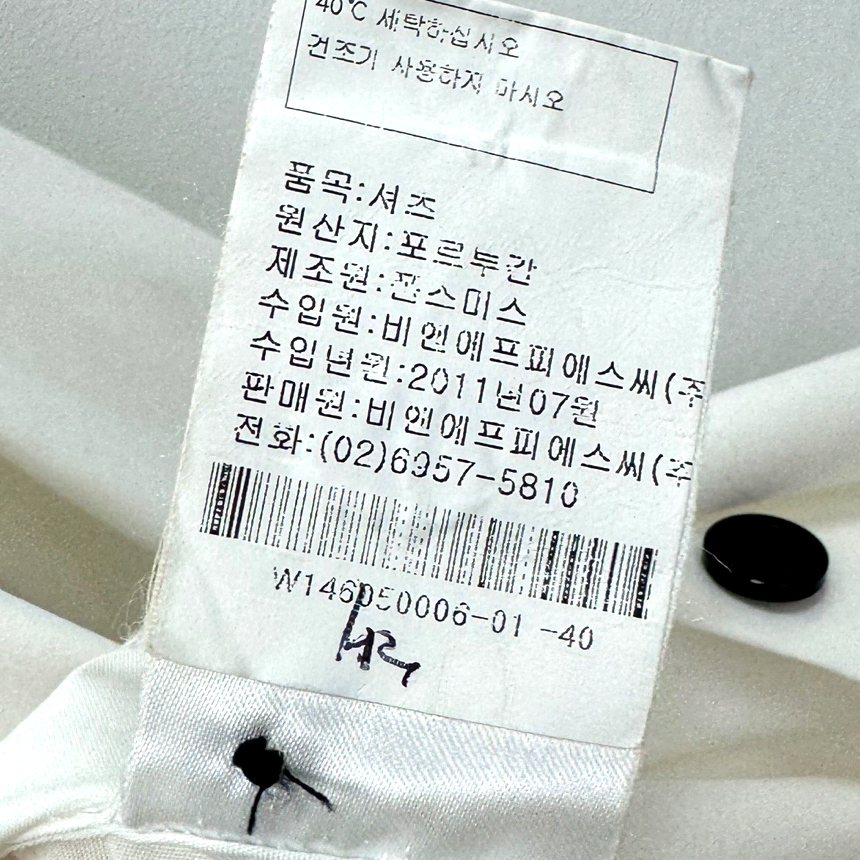 40℃ 세탁하십시오
건조기 사용하지 마시오
품목:셔츠
원산지:포르투갈
제조원:폴스미스
수입원:비엔에프피에스씨(주
수입년월:2011년07월
판매원:비엔에프피에스씨(주
전화:(02)6957-5810
W146050006-01 -40